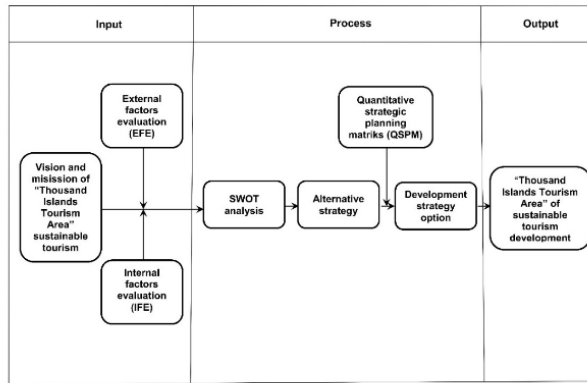 Input
Process
Output
External
factors
evaluation
(EFE)
Vision and
misission of
"Thousand
Islands
Tourism
Area"
sustainable
tourism
Internal
factors
evaluation
(IFE)
Quantitative
strategic
planning
matriks (QSPM)
SWOT
analysis
Alternative
strategy
Development
strategy
option
"Thousand
Islands Tourism
Area" of
sustainable
tourism
development